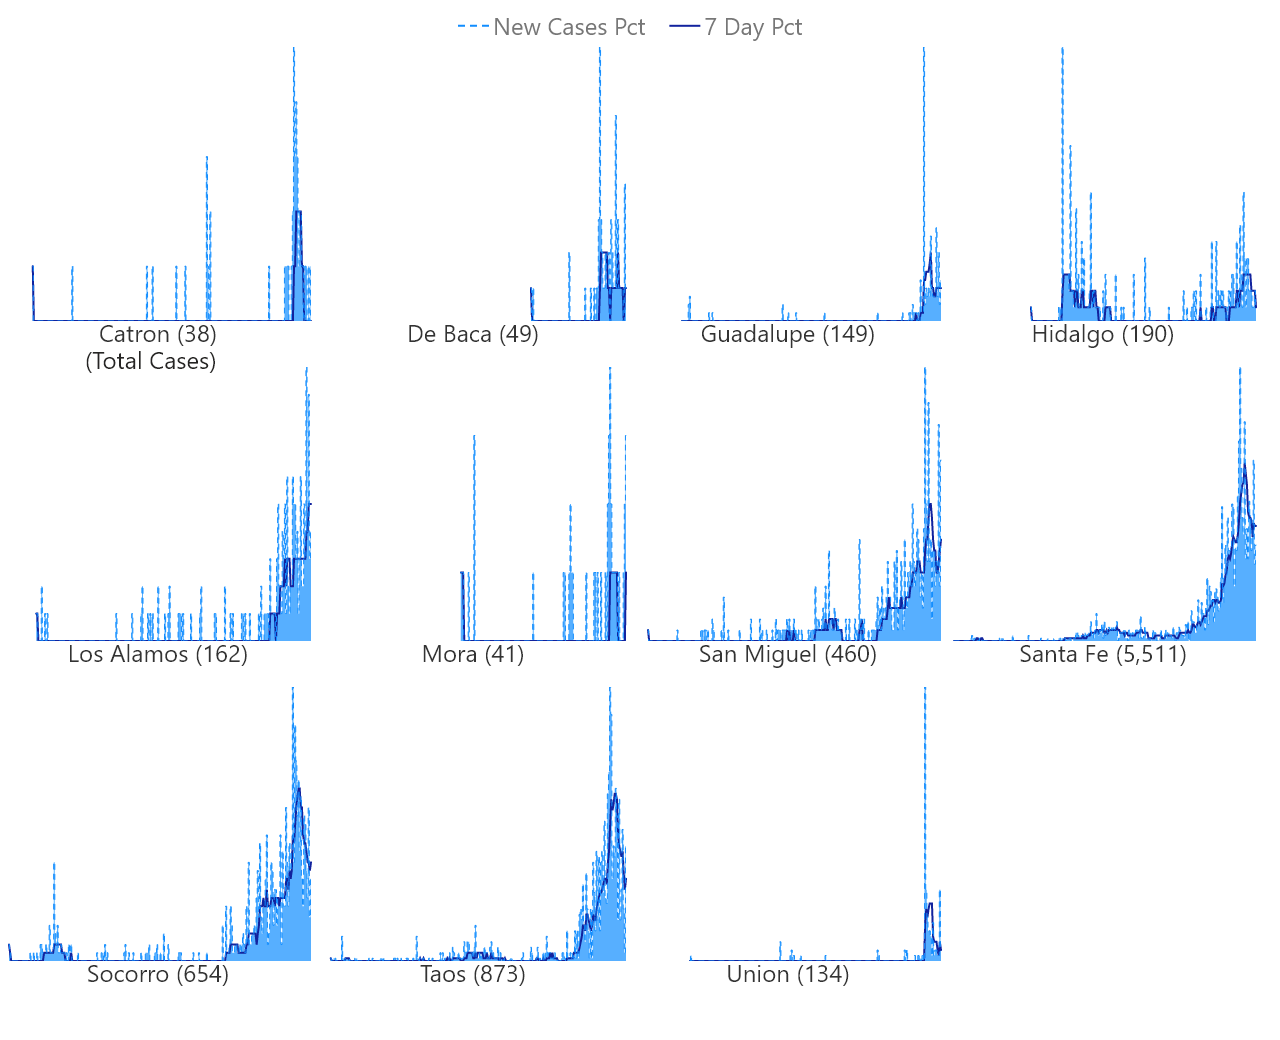 New Cases Pct 7 Day Pct
Catron (38)
(Total Cases)
De Baca (49)
Guadalupe (149)
Hidalgo (190)
Los Alamos (162)
Mora (41)
San Miguel (460)
Santa Fe (5,511)
Socorro (654)
Taos (873)
Union (134)